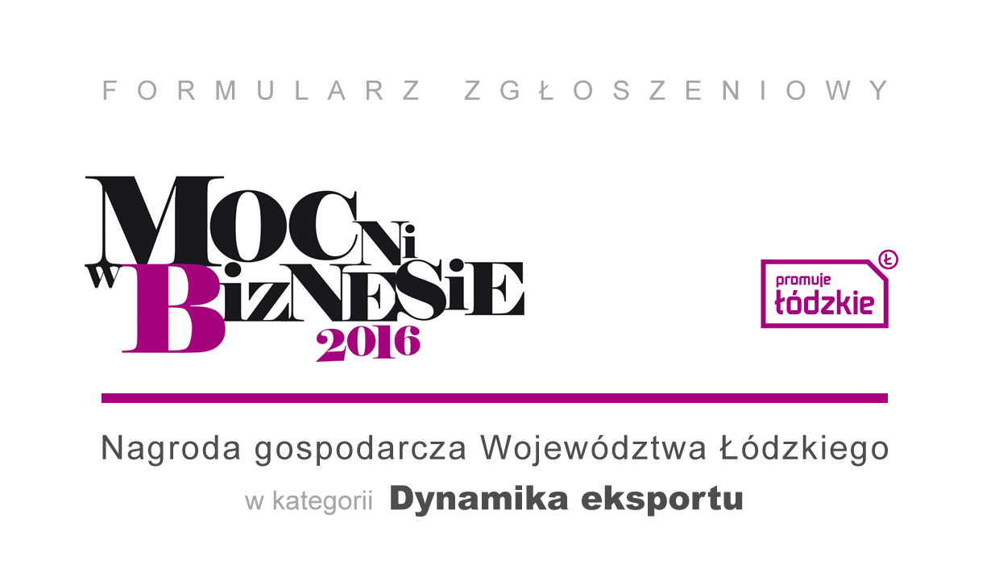 FORMULARZ ZGŁOSZENIOWY
MOCNi
w BiZNESiE
2016
Ł
promuje
łódzkie
Nagroda gospodarcza Województwa Łódzkiego
w kategorii Dynamika eksportu